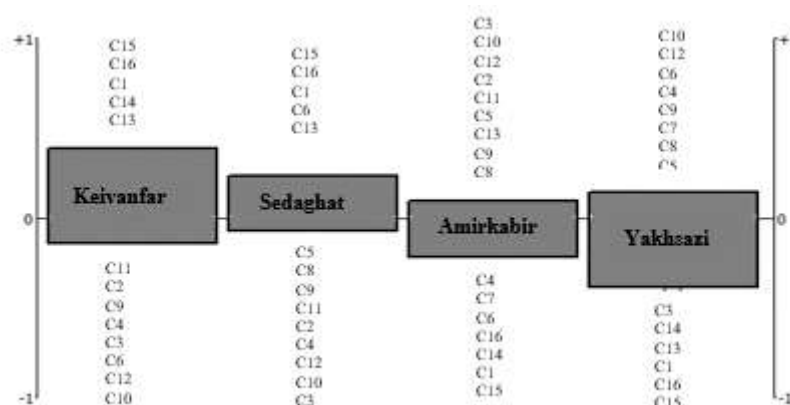 +1
C15
C16
C1
C14
C13
Keivanfar
0
C11
C2
C9
C4
C3
C6
C12
C10
-1
C15
C16
C1
C6
C13
Sedaghat
C5
C8
C9
C11
C2
C4
C12
C10
C3
C3
C10
C12
C2
C11
C5
C13
C9
C8
Amirkabir
C4
C7
C6
C16
C14
C1
C15
C10
C12
C6
C4
C9
C7
C8
C5
Yakhsazi
C3
C14
C13
C1
C16
C15
+
0
-1